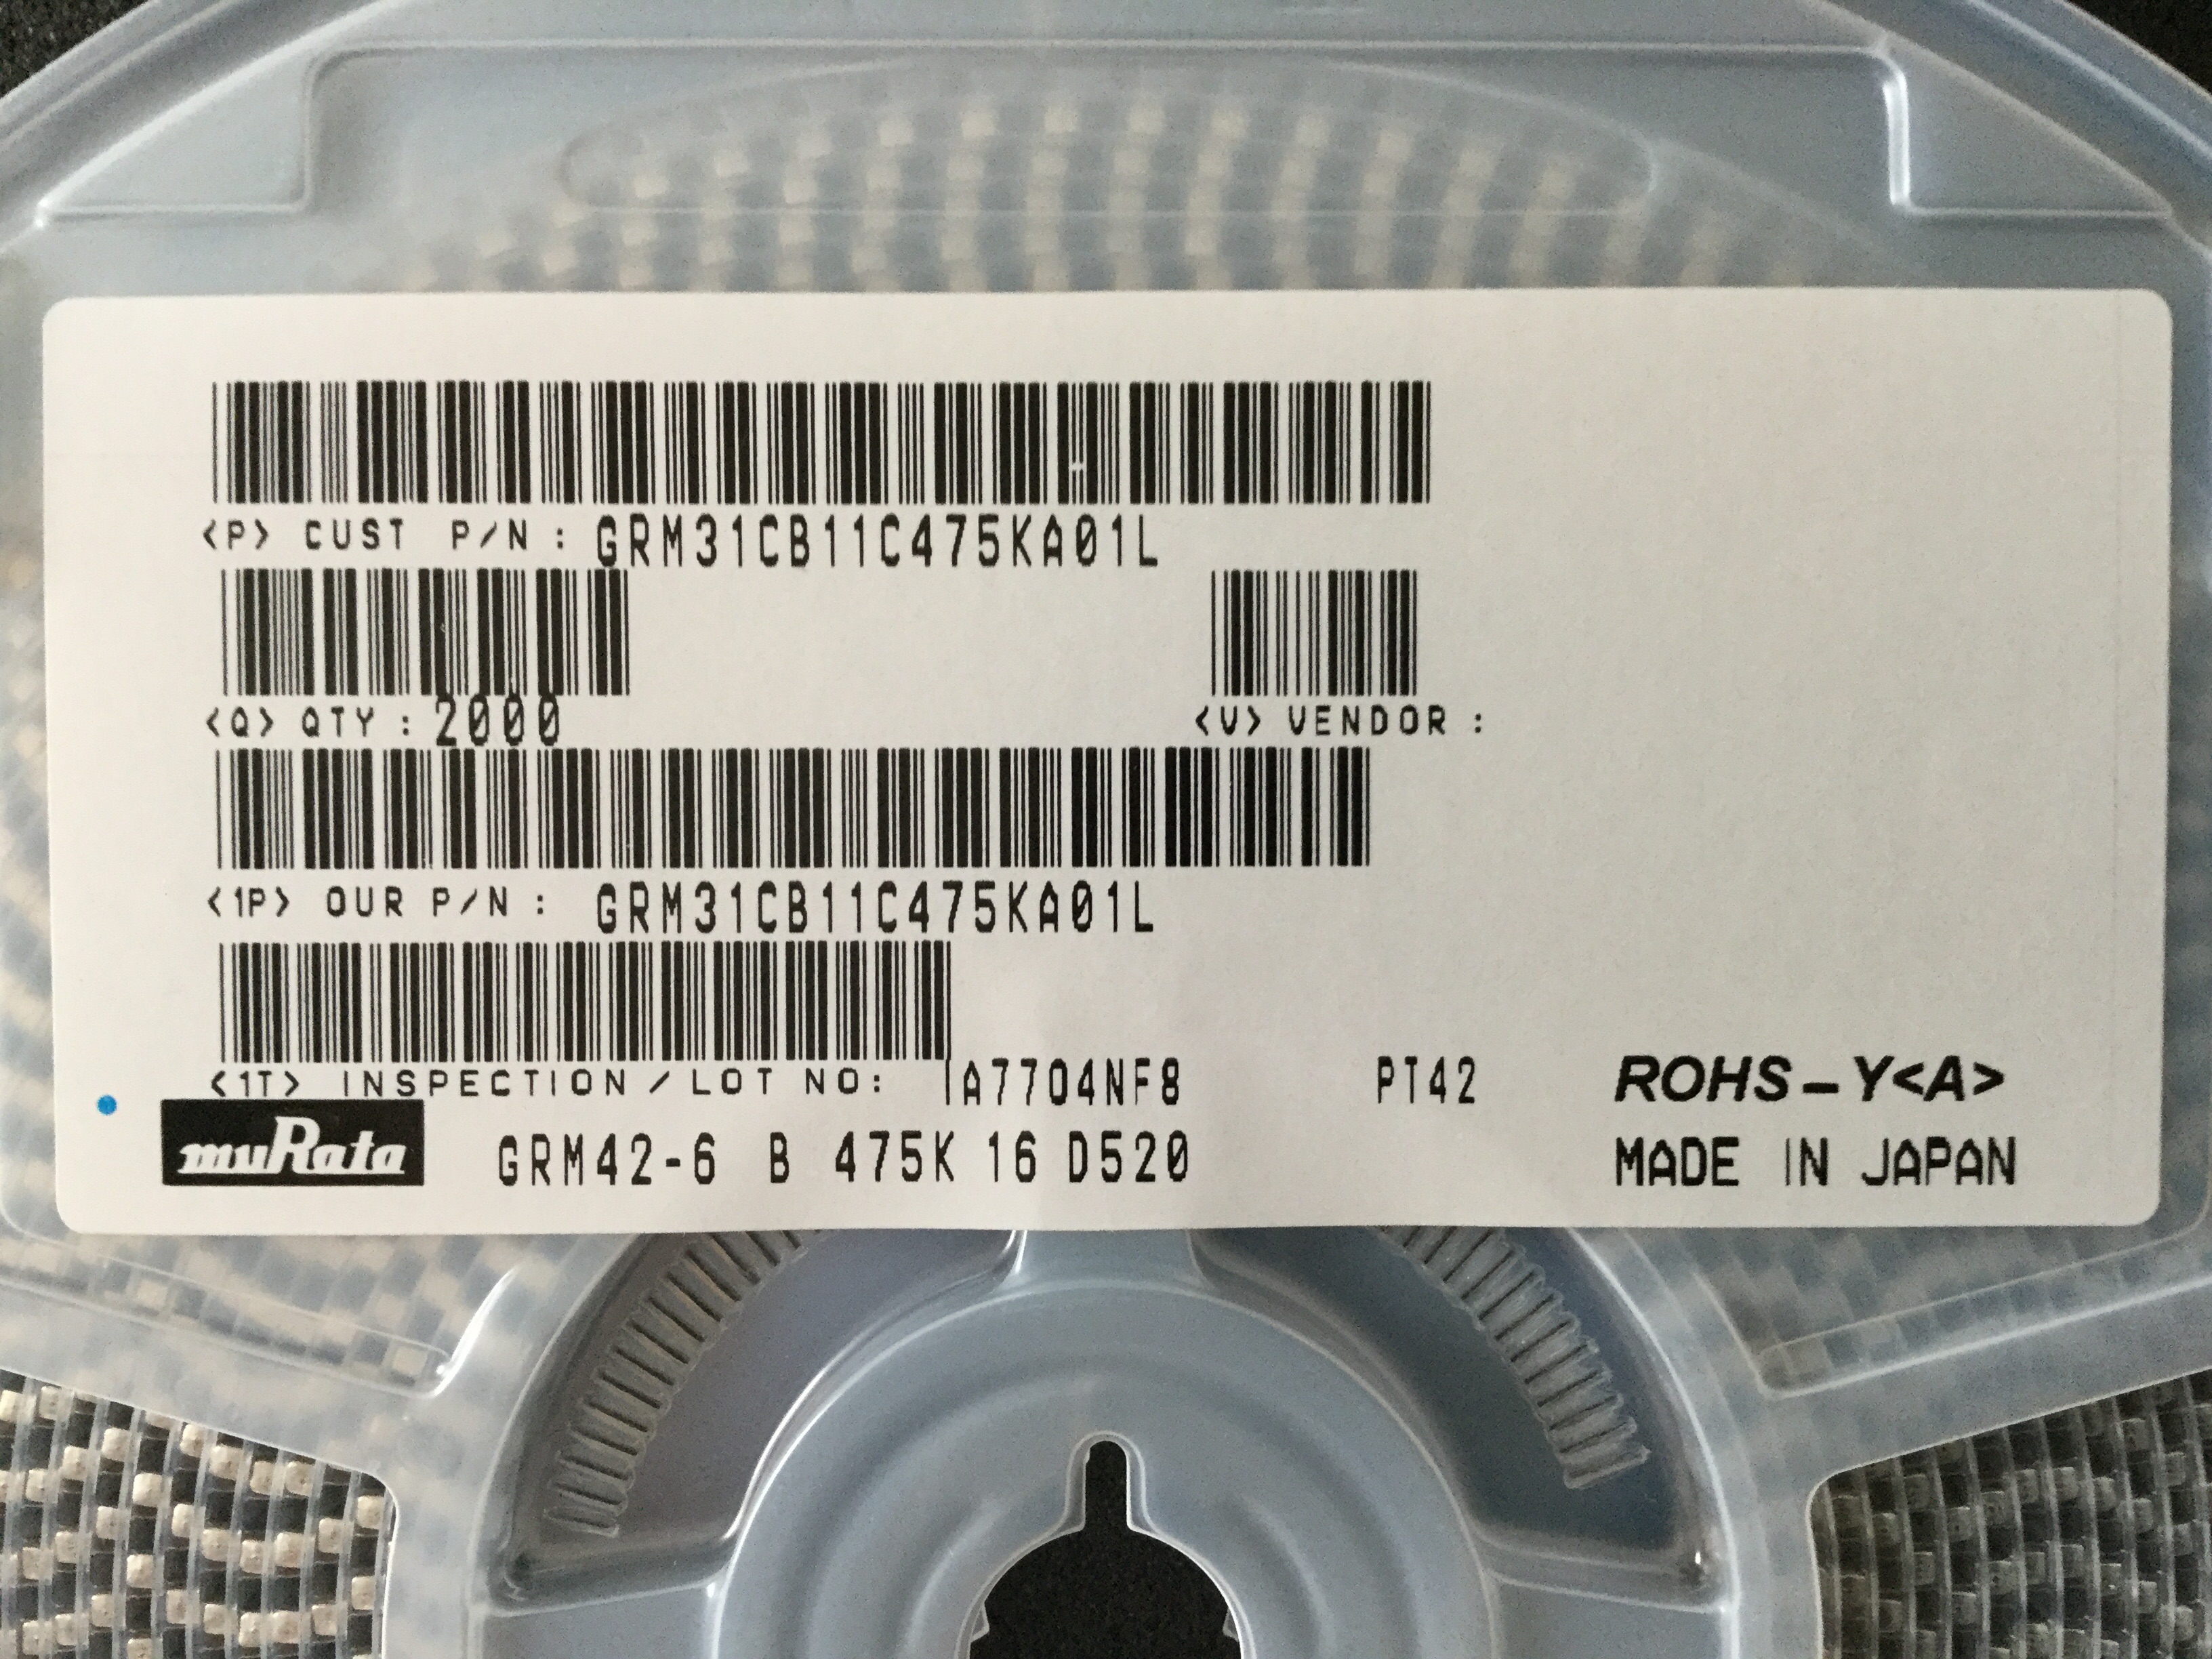 <P> CUST P/N : GRM31CB11C475KA01L
<Q> QTY : 2000 <V> VENDOR :
<1P> OUR P/N : GRM31CB11C475KA01L
<1T> INSPECTION / LOT NO: IA7704NF8 PT42 ROHS-Y<A>
muRata GRM42-6 B 475K 16 D520 MADE IN JAPAN